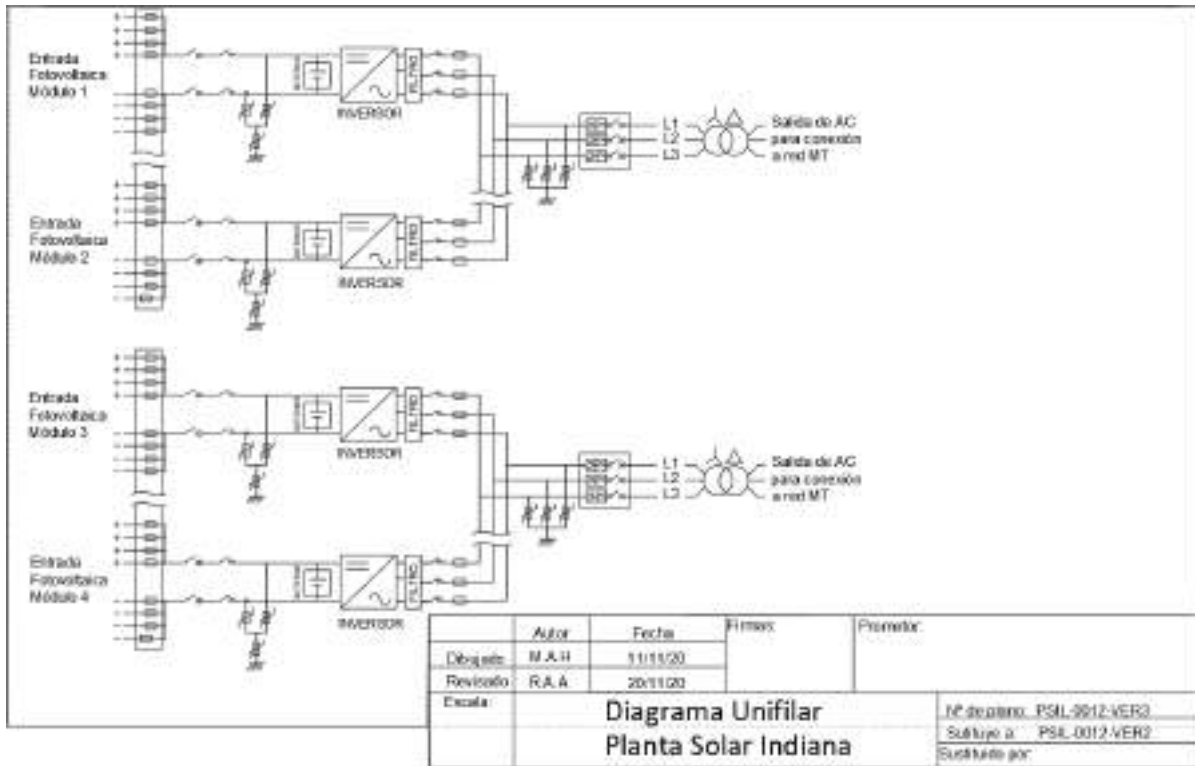 Entrada
Fotovoltaica
Módulo 1
INVERSOR
FILTRO
L1
L2
L3
Salida de AC
para conexión
a red MT
Entrada
Fotovoltaica
Módulo 2
INVERSOR
FILTRO
Entrada
Fotovoltaica
Módulo 3
INVERSOR
FILTRO
L1
L2
L3
Salida de AC
para conexión
a red MT
Entrada
Fotovoltaica
Módulo 4
INVERSOR
FILTRO
Autor Fecha Firmas: Promotor:
Dibujado M.A.H 11/11/20
Revisado R.A.A 20/11/20
Escala:
Diagrama Unifilar
Planta Solar Indiana
Nº de plano: PSIL-0012-VER3
Sutituye a: PSIL-0012-VER2
Sustituido por: